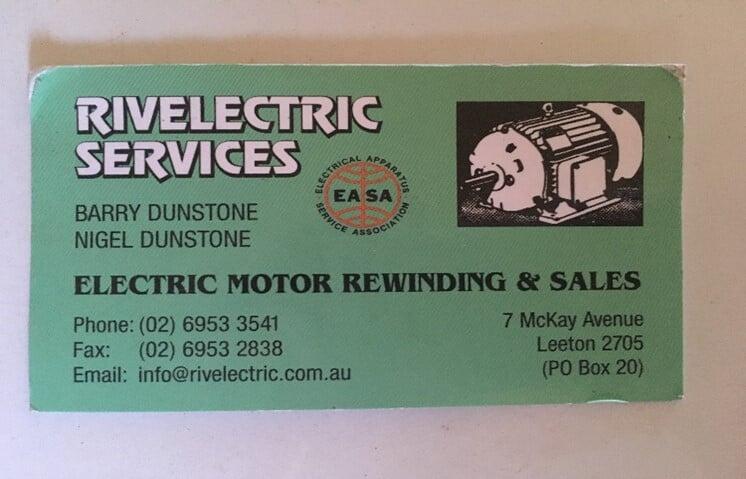 RIVELECTRIC
SERVICES
ELECTRICAL APPARATUS
EASA
SERVICE ASSOCIATION
BARRY DUNSTONE
NIGEL DUNSTONE
ELECTRIC MOTOR REWINDING & SALES
Phone: (02) 6953 3541
Fax: (02) 6953 2838
Email: info@rivelectric.com.au
7 McKay Avenue
Leeton 2705
(PO Box 20)